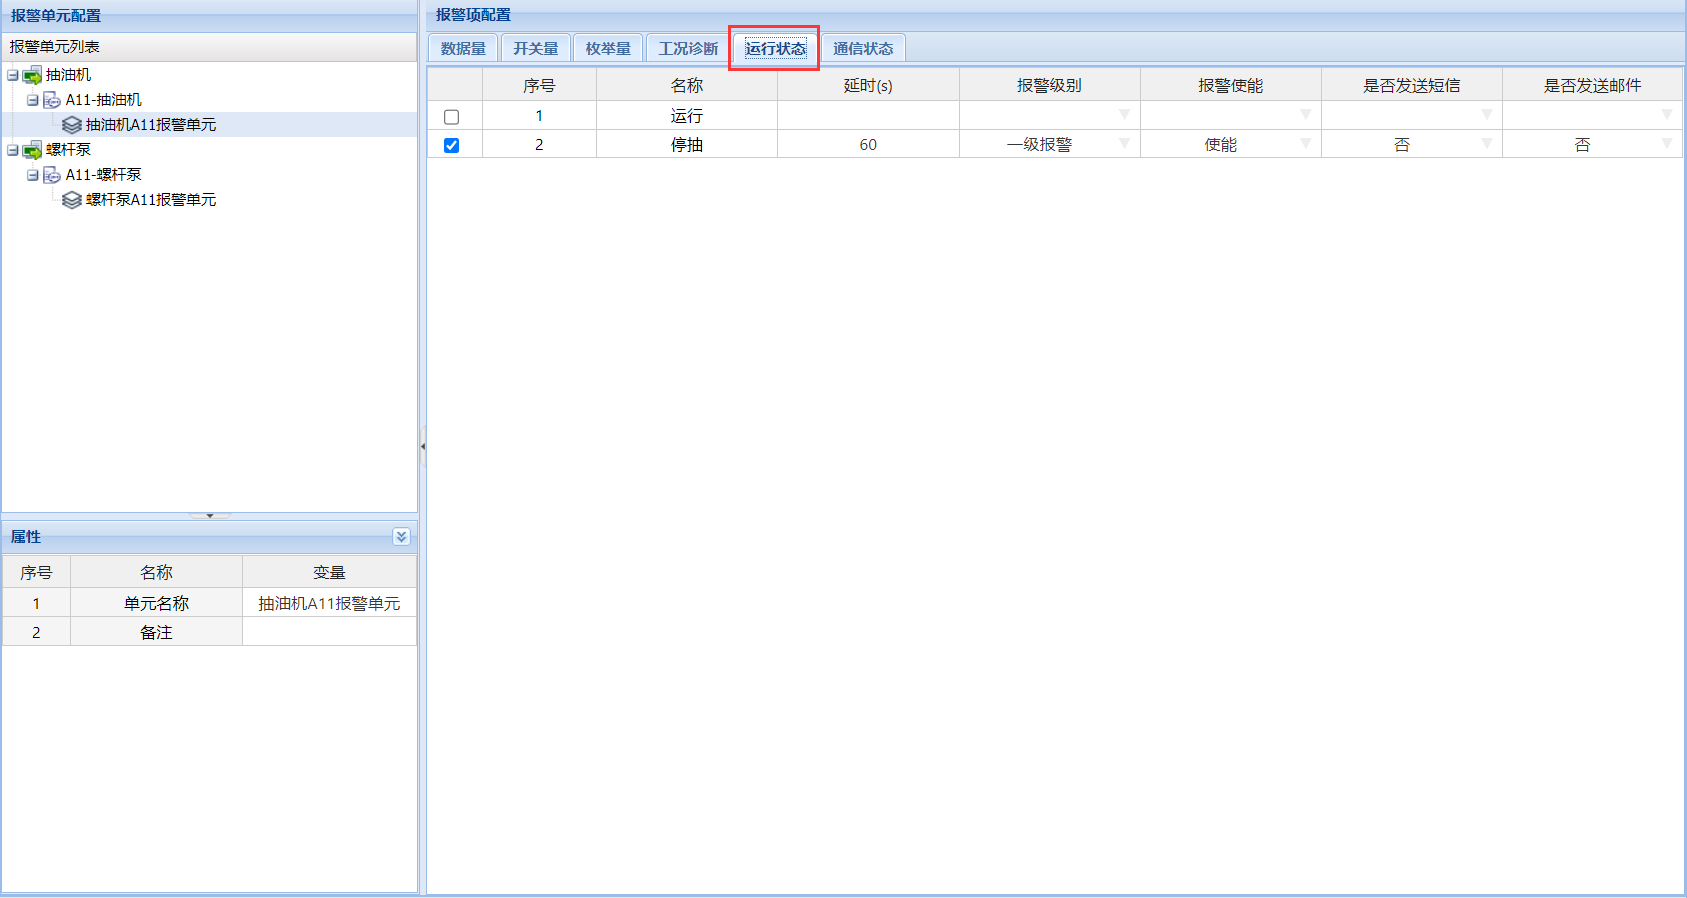 报警单元配置
报警单元列表
抽油机
A11-抽油机
抽油机A11报警单元
螺杆泵
A11-螺杆泵
螺杆泵A11报警单元
属性
序号 名称 变量
1 单元名称 抽油机A11报警单元
2 备注
报警项配置
数据量 开关量 枚举量 工况诊断 运行状态 通信状态
序号 名称 延时(s) 报警级别 报警使能 是否发送短信 是否发送邮件
1 运行
2 停抽 60 一级报警 使能 否 否